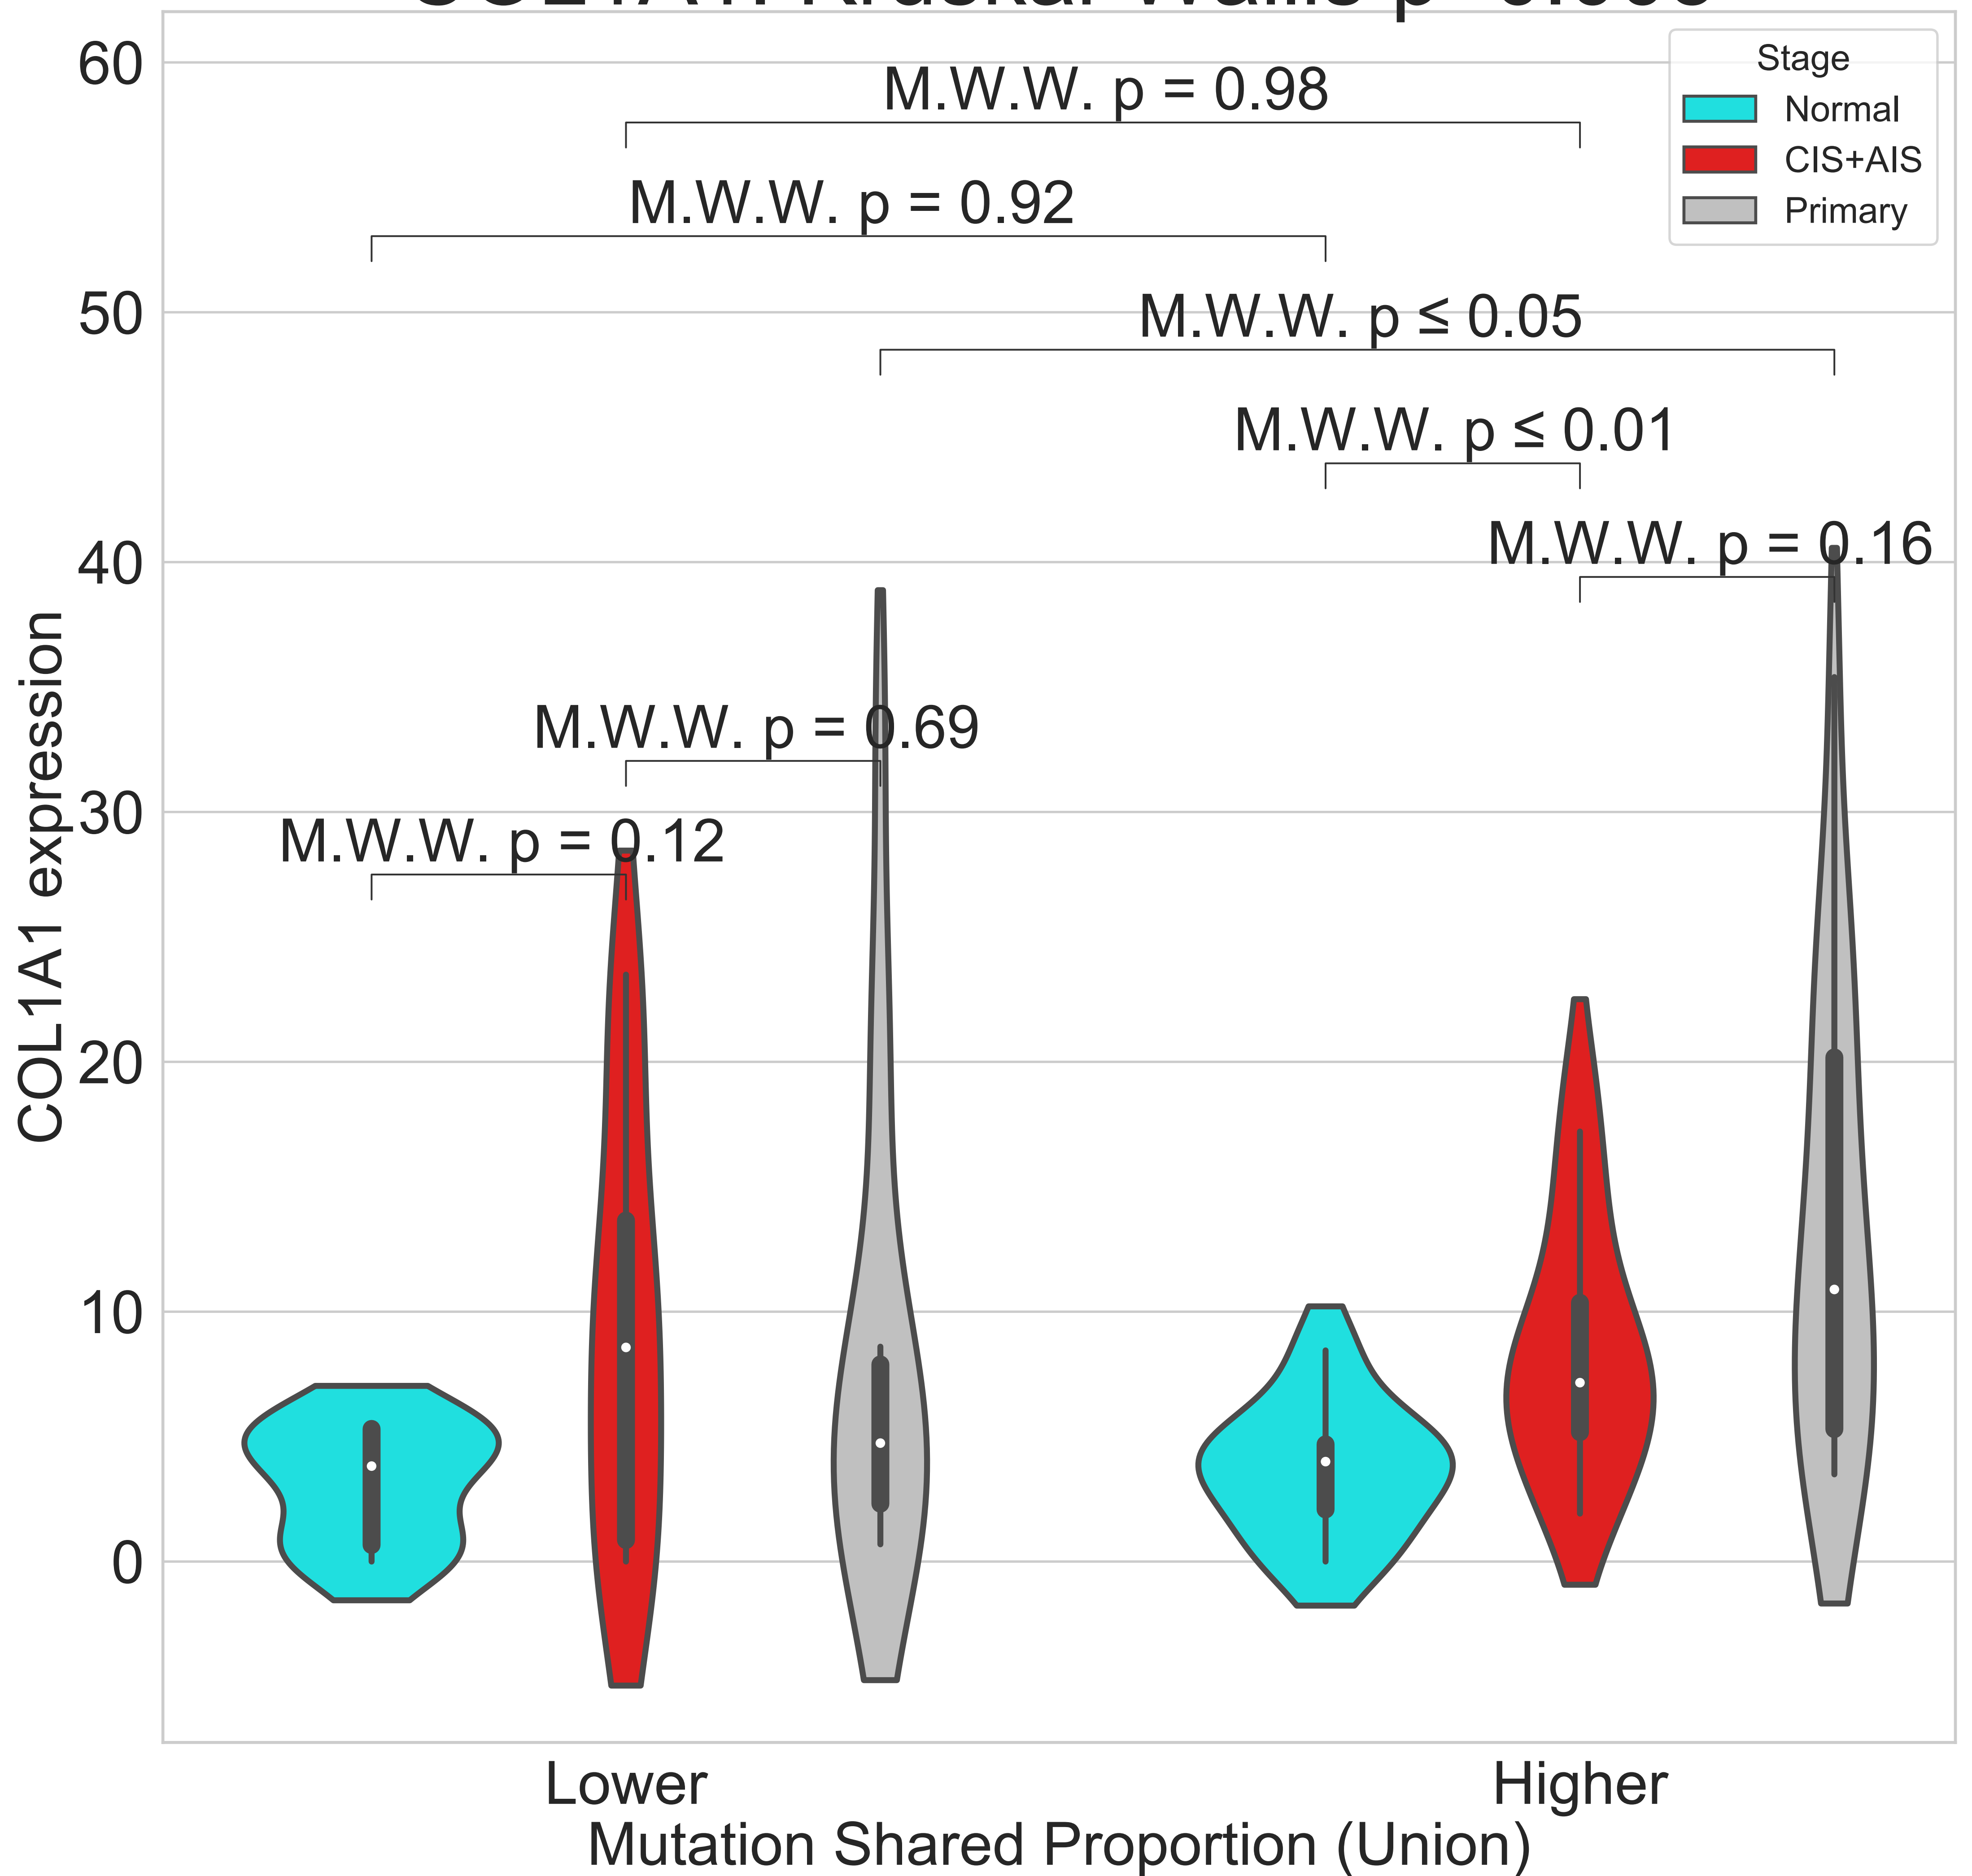 60
50
40
30
20
10
0
COL1A1 expression
Stage
Normal
CIS+AIS
Primary
M.W.W. p = 0.98
M.W.W. p = 0.92
M.W.W. p ≤ 0.05
M.W.W. p ≤ 0.01
M.W.W. p = 0.16
M.W.W. p = 0.69
M.W.W. p = 0.12
Lower
Higher
Mutation Shared Proportion (Union)